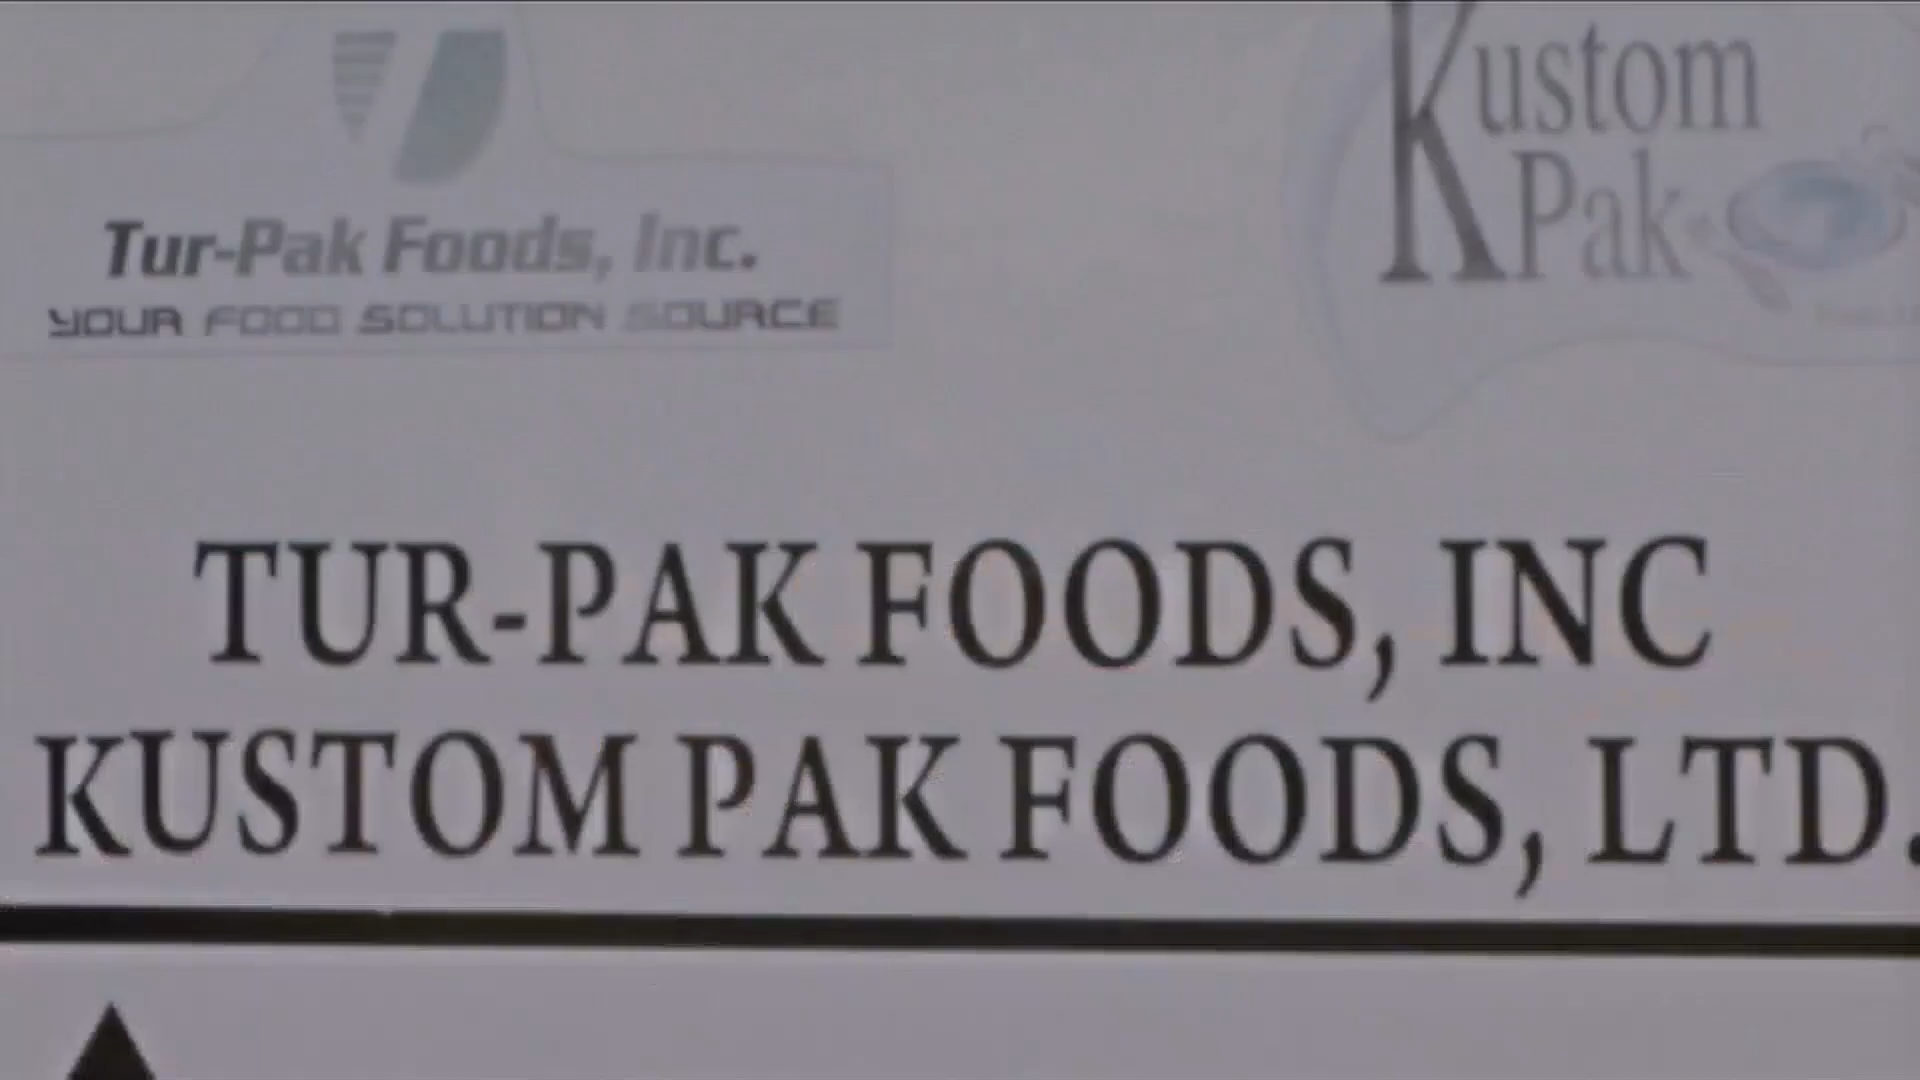 Tur-Pak Foods, Inc.
YOUR FOOD SOLUTION SOURCE
Kustom
Pak
TUR-PAK FOODS, INC
KUSTOM PAK FOODS, LTD.